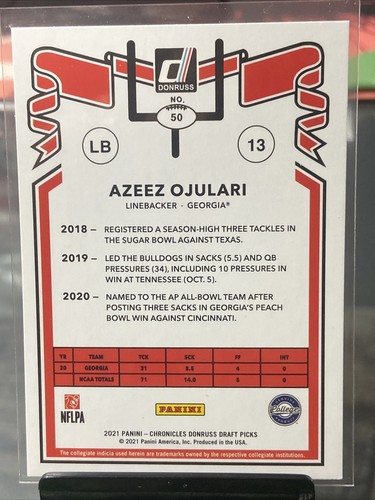 DONRUSS
NO.
50
LB
13
AZEEZ OJULARI
LINEBACKER · GEORGIA®
2018 – REGISTERED A SEASON-HIGH THREE TACKLES IN
THE SUGAR BOWL AGAINST TEXAS.
2019 – LED THE BULLDOGS IN SACKS (5.5) AND QB
PRESSURES (34), INCLUDING 10 PRESSURES IN
WIN AT TENNESSEE (OCT. 5).
2020 – NAMED TO THE AP ALL-BOWL TEAM AFTER
POSTING THREE SACKS IN GEORGIA'S PEACH
BOWL WIN AGAINST CINCINNATI.
YR TEAM TCK SCK FF INT
20 GEORGIA 31 8.5 4 0
NCAA TOTALS 71 14.0 5 0
NFLPA
PANINI
College
2021 PANINI – CHRONICLES DONRUSS DRAFT PICKS
© 2021 Panini America, Inc. Produced in the USA.
The collegiate indicia used herein are trademarks owned by the respective collegiate institutions.